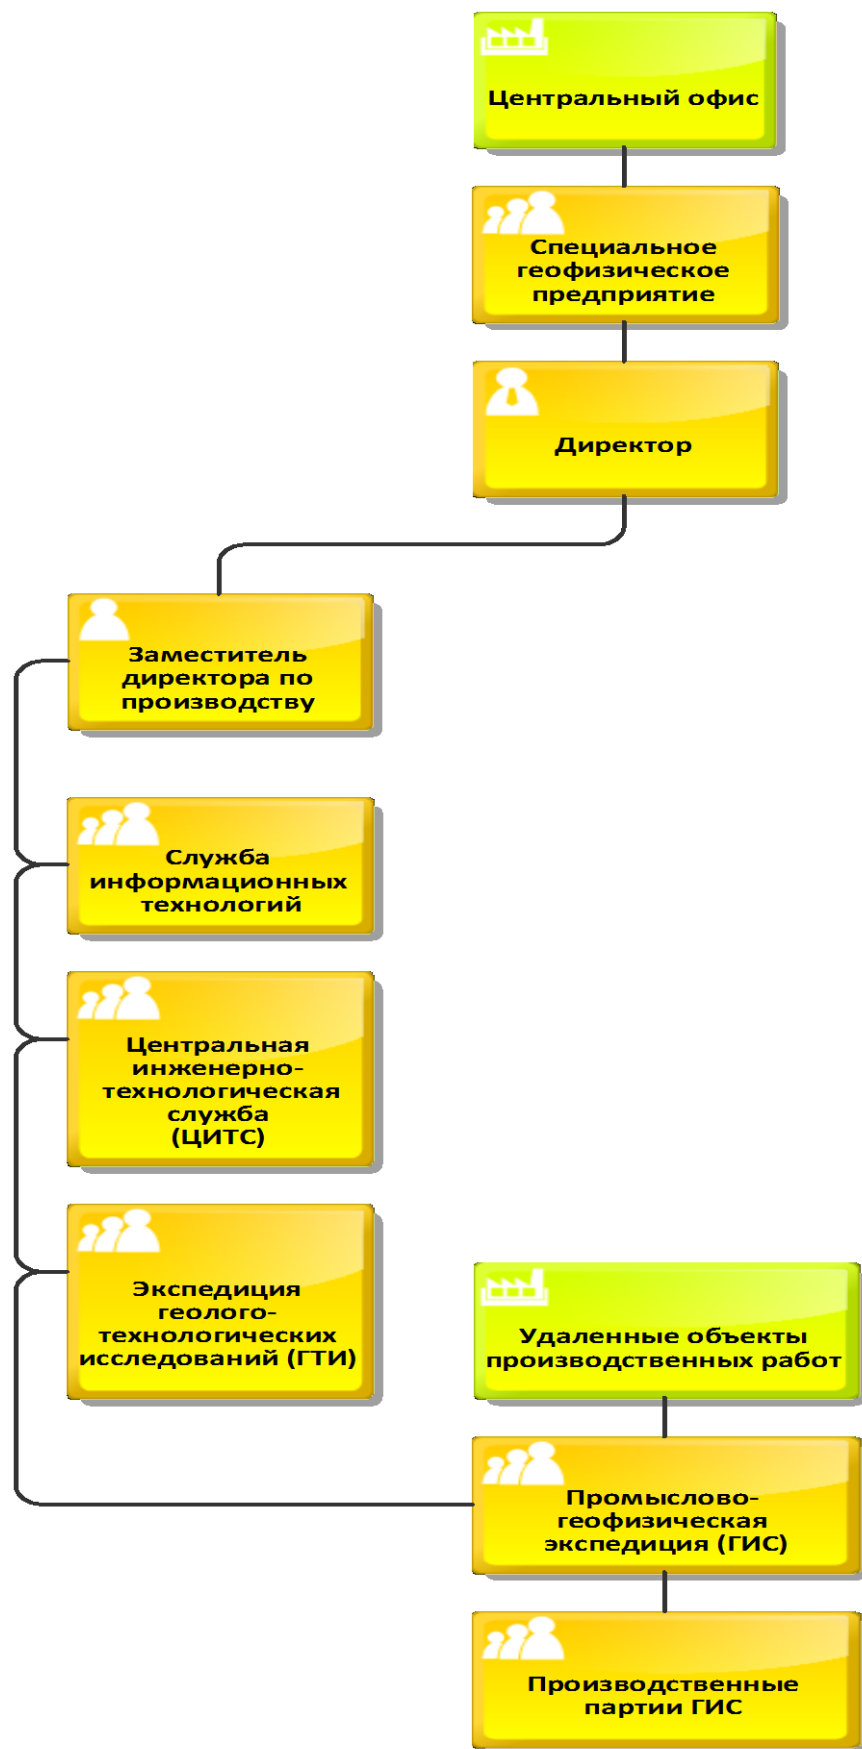 Центральный офис
Специальное
геофизическое
предприятие
Директор
Заместитель
директора по
производству
Служба
информационных
технологий
Центральная
инженерно-
технологическая
служба
(ЦИТС)
Экспедиция
геолого-
технологических
исследований (ГТИ)
Удаленные объекты
производственных работ
Промыслово-
геофизическая
экспедиция (ГИС)
Производственные
партии ГИС